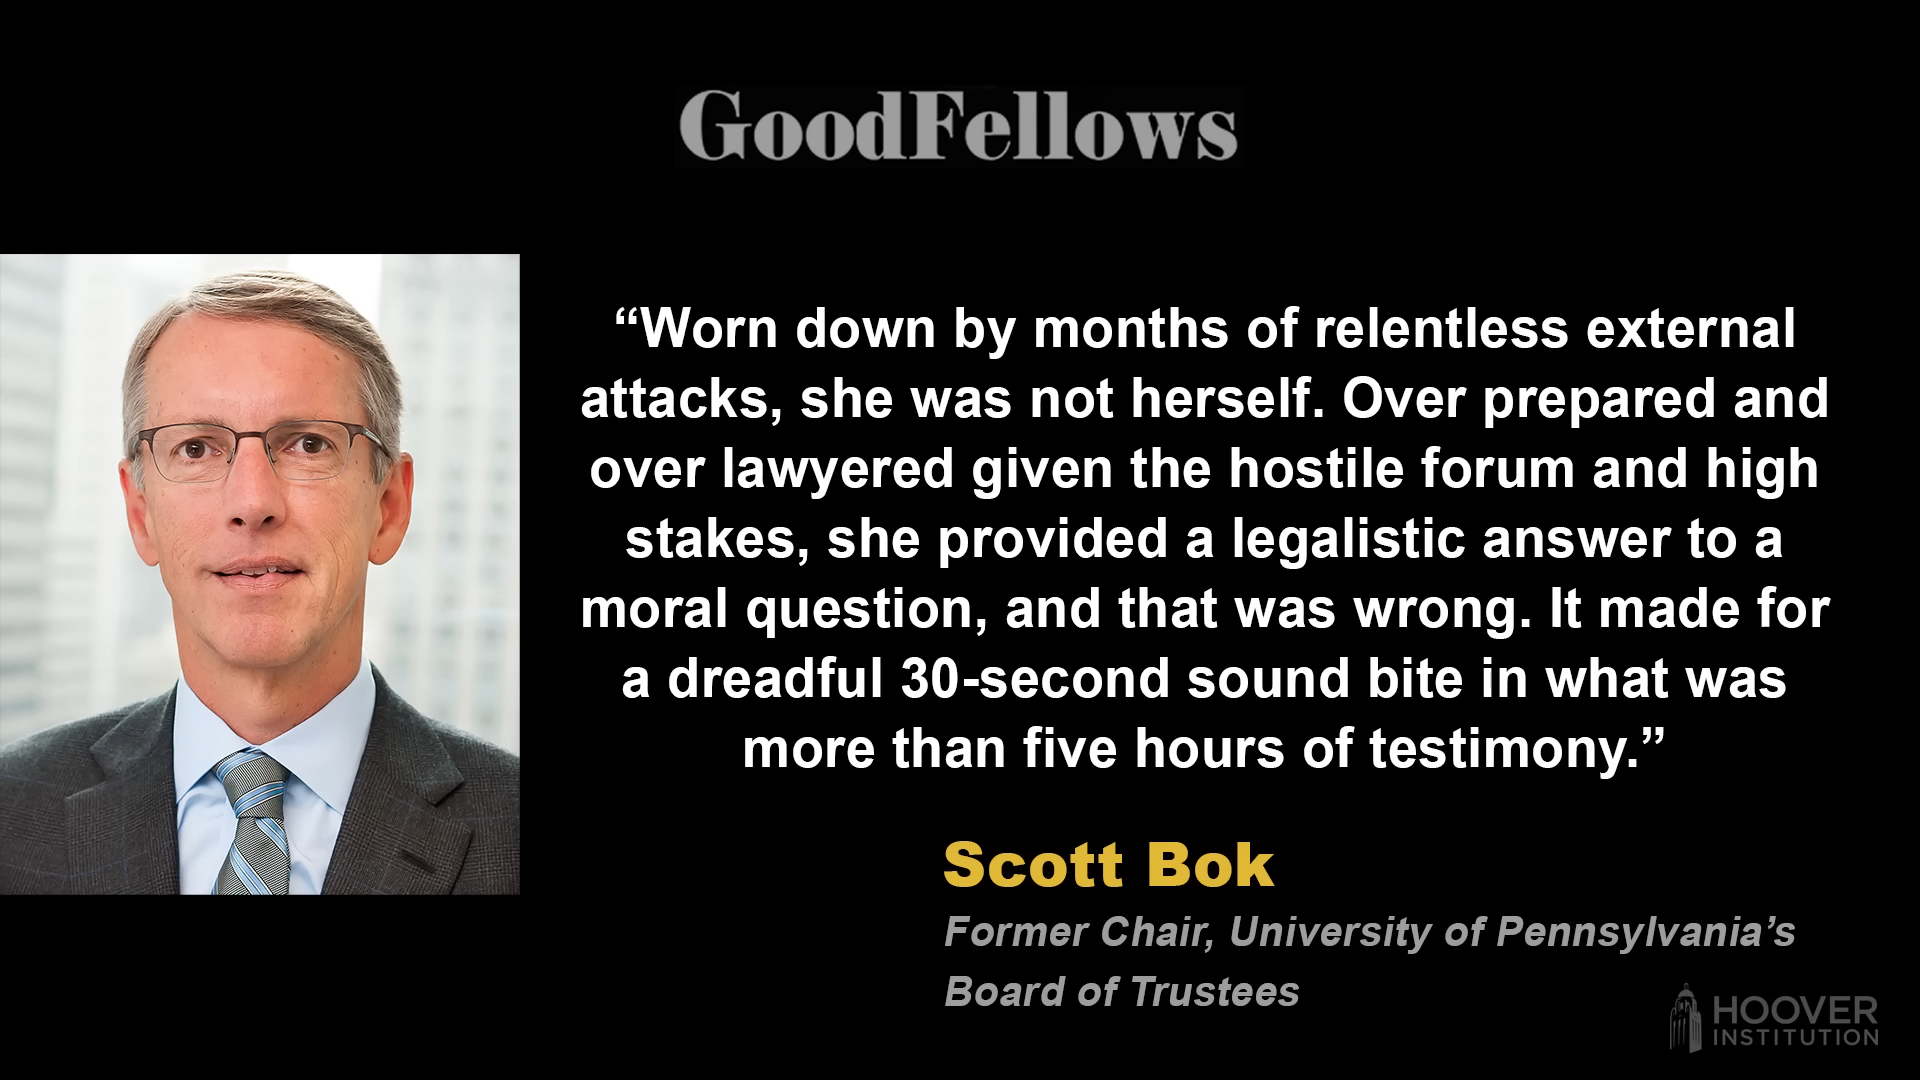 GoodFellows
“Worn down by months of relentless external
attacks, she was not herself. Over prepared and
over lawyered given the hostile forum and high
stakes, she provided a legalistic answer to a
moral question, and that was wrong. It made for
a dreadful 30-second sound bite in what was
more than five hours of testimony.”
Scott Bok
Former Chair, University of Pennsylvania’s
Board of Trustees
HOOVER
INSTITUTION